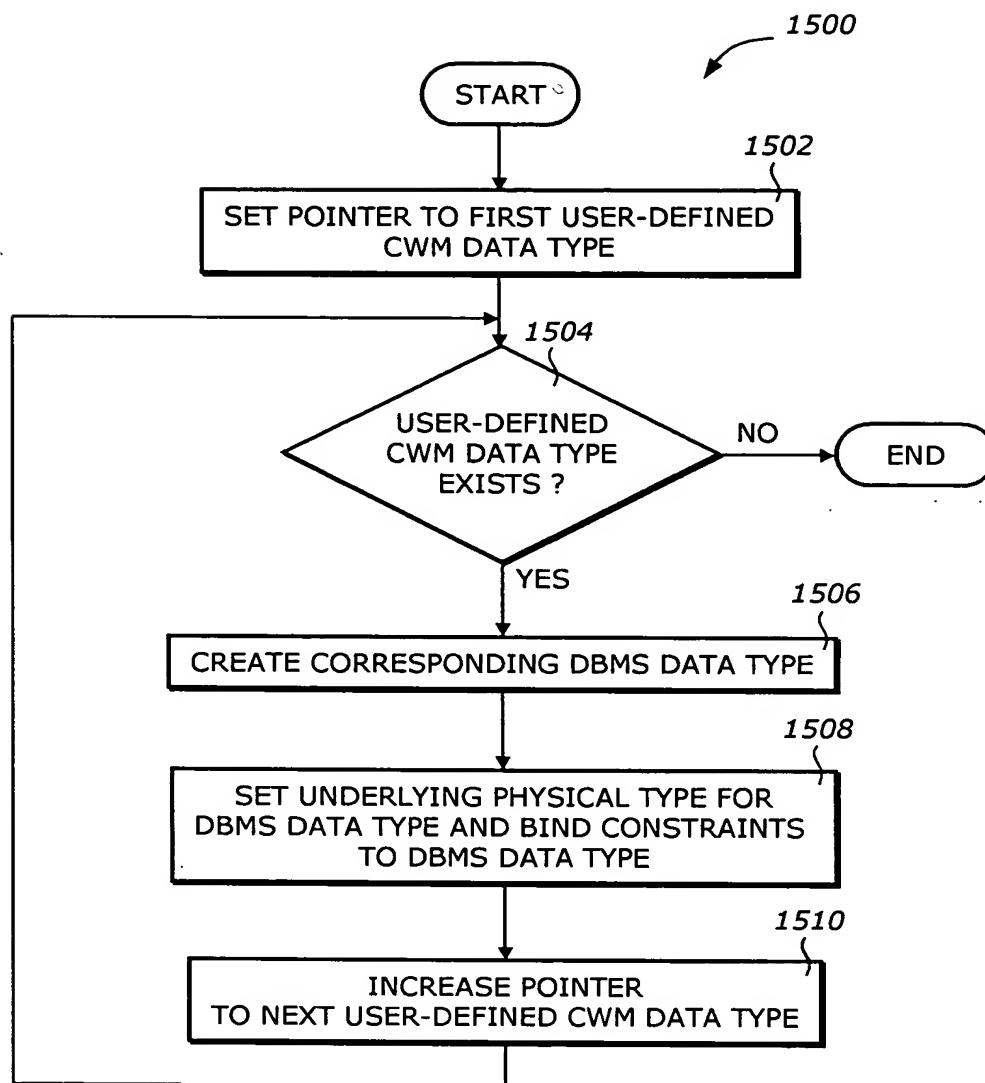 1500
START
1502
SET POINTER TO FIRST USER-DEFINED
CWM DATA TYPE
1504
USER-DEFINED
CWM DATA TYPE
EXISTS ?
NO
END
YES
1506
CREATE CORRESPONDING DBMS DATA TYPE
1508
SET UNDERLYING PHYSICAL TYPE FOR
DBMS DATA TYPE AND BIND CONSTRAINTS
TO DBMS DATA TYPE
1510
INCREASE POINTER
TO NEXT USER-DEFINED CWM DATA TYPE